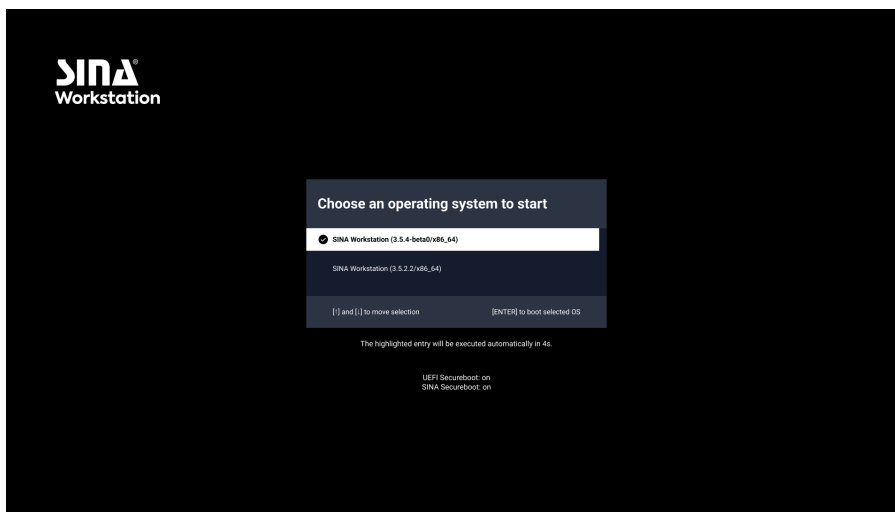 SINA®
Workstation
Choose an operating system to start
SINA Workstation (3.5.4-beta0/x86_64)
SINA Workstation (3.5.2.2/x86_64)
[↑] and [↓] to move selection [ENTER] to boot selected OS
The highlighted entry will be executed automatically in 4s.
UEFI Secureboot: on
SINA Secureboot: on